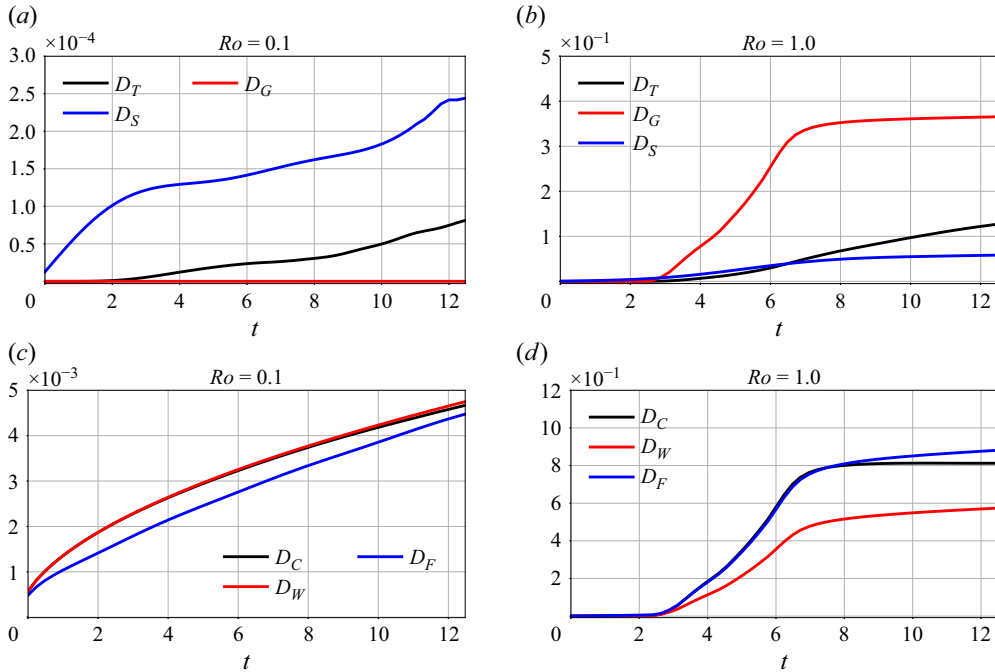 (a)
×10⁻⁴
Ro = 0.1
3.0
2.5
2.0
1.5
1.0
0.5
0
2
4
6
8
10
12
D_T
D_S
D_G
t
(b)
×10⁻¹
Ro = 1.0
5
4
3
2
1
0
2
4
6
8
10
12
D_T
D_G
D_S
t
(c)
×10⁻³
Ro = 0.1
5
4
3
2
1
0
2
4
6
8
10
12
D_C
D_W
D_F
t
(d)
×10⁻¹
Ro = 1.0
12
10
8
6
4
2
0
2
4
6
8
10
12
D_C
D_W
D_F
t